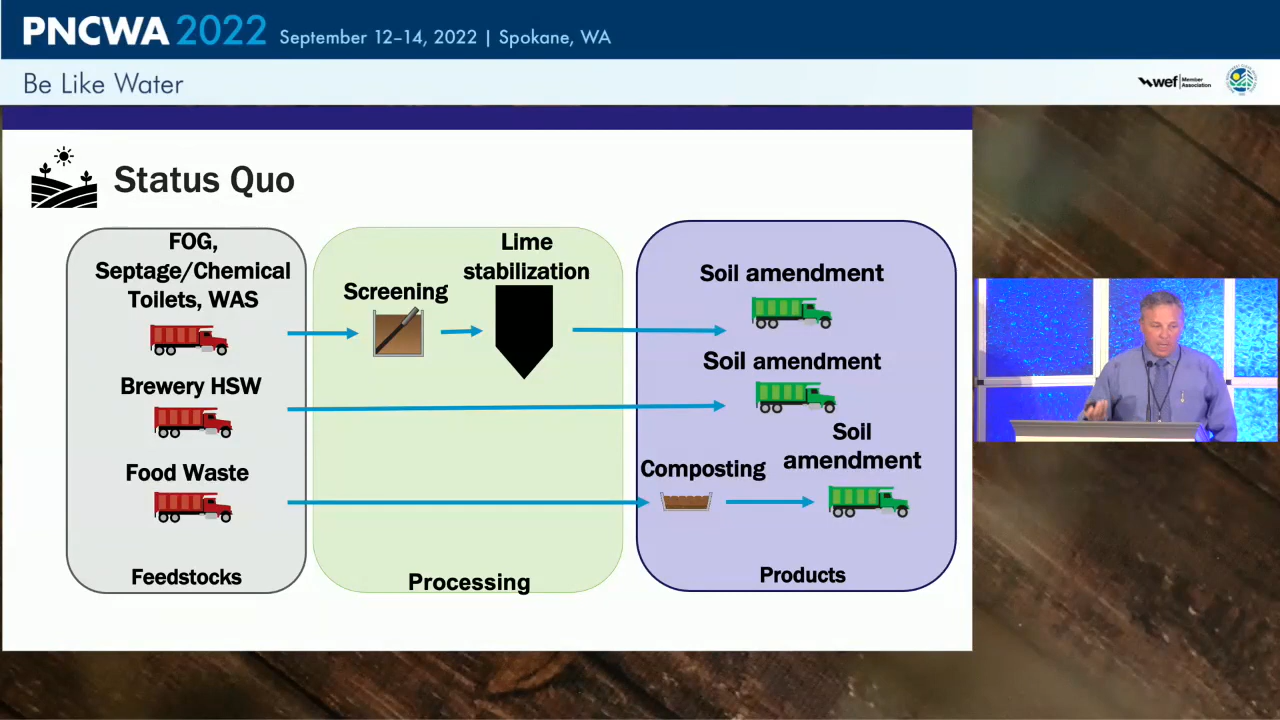 PNCWA 2022 September 12–14, 2022 | Spokane, WA
Be Like Water
wef Member
Association
Status Quo
FOG,
Septage/Chemical
Toilets, WAS
Brewery HSW
Food Waste
Feedstocks
Screening
Lime
stabilization
Processing
Soil amendment
Soil amendment
Composting
Soil
amendment
Products